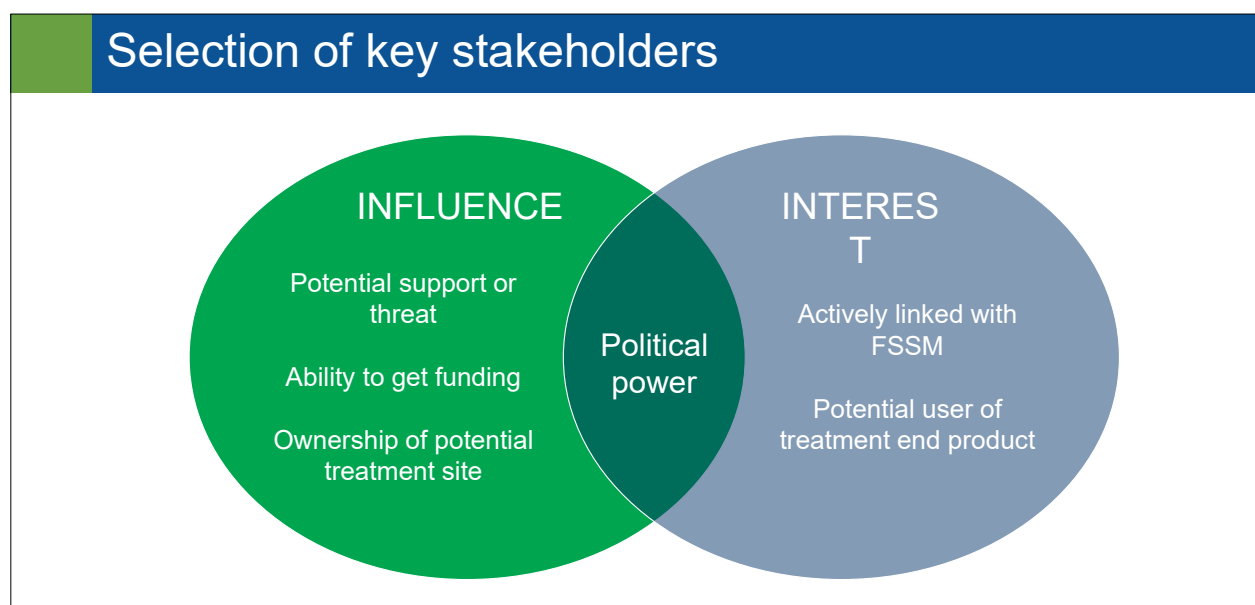 Selection of key stakeholders
INFLUENCE
Potential support or
threat
Ability to get funding
Ownership of potential
treatment site
Political
power
INTERES
T
Actively linked with
FSSM
Potential user of
treatment end product